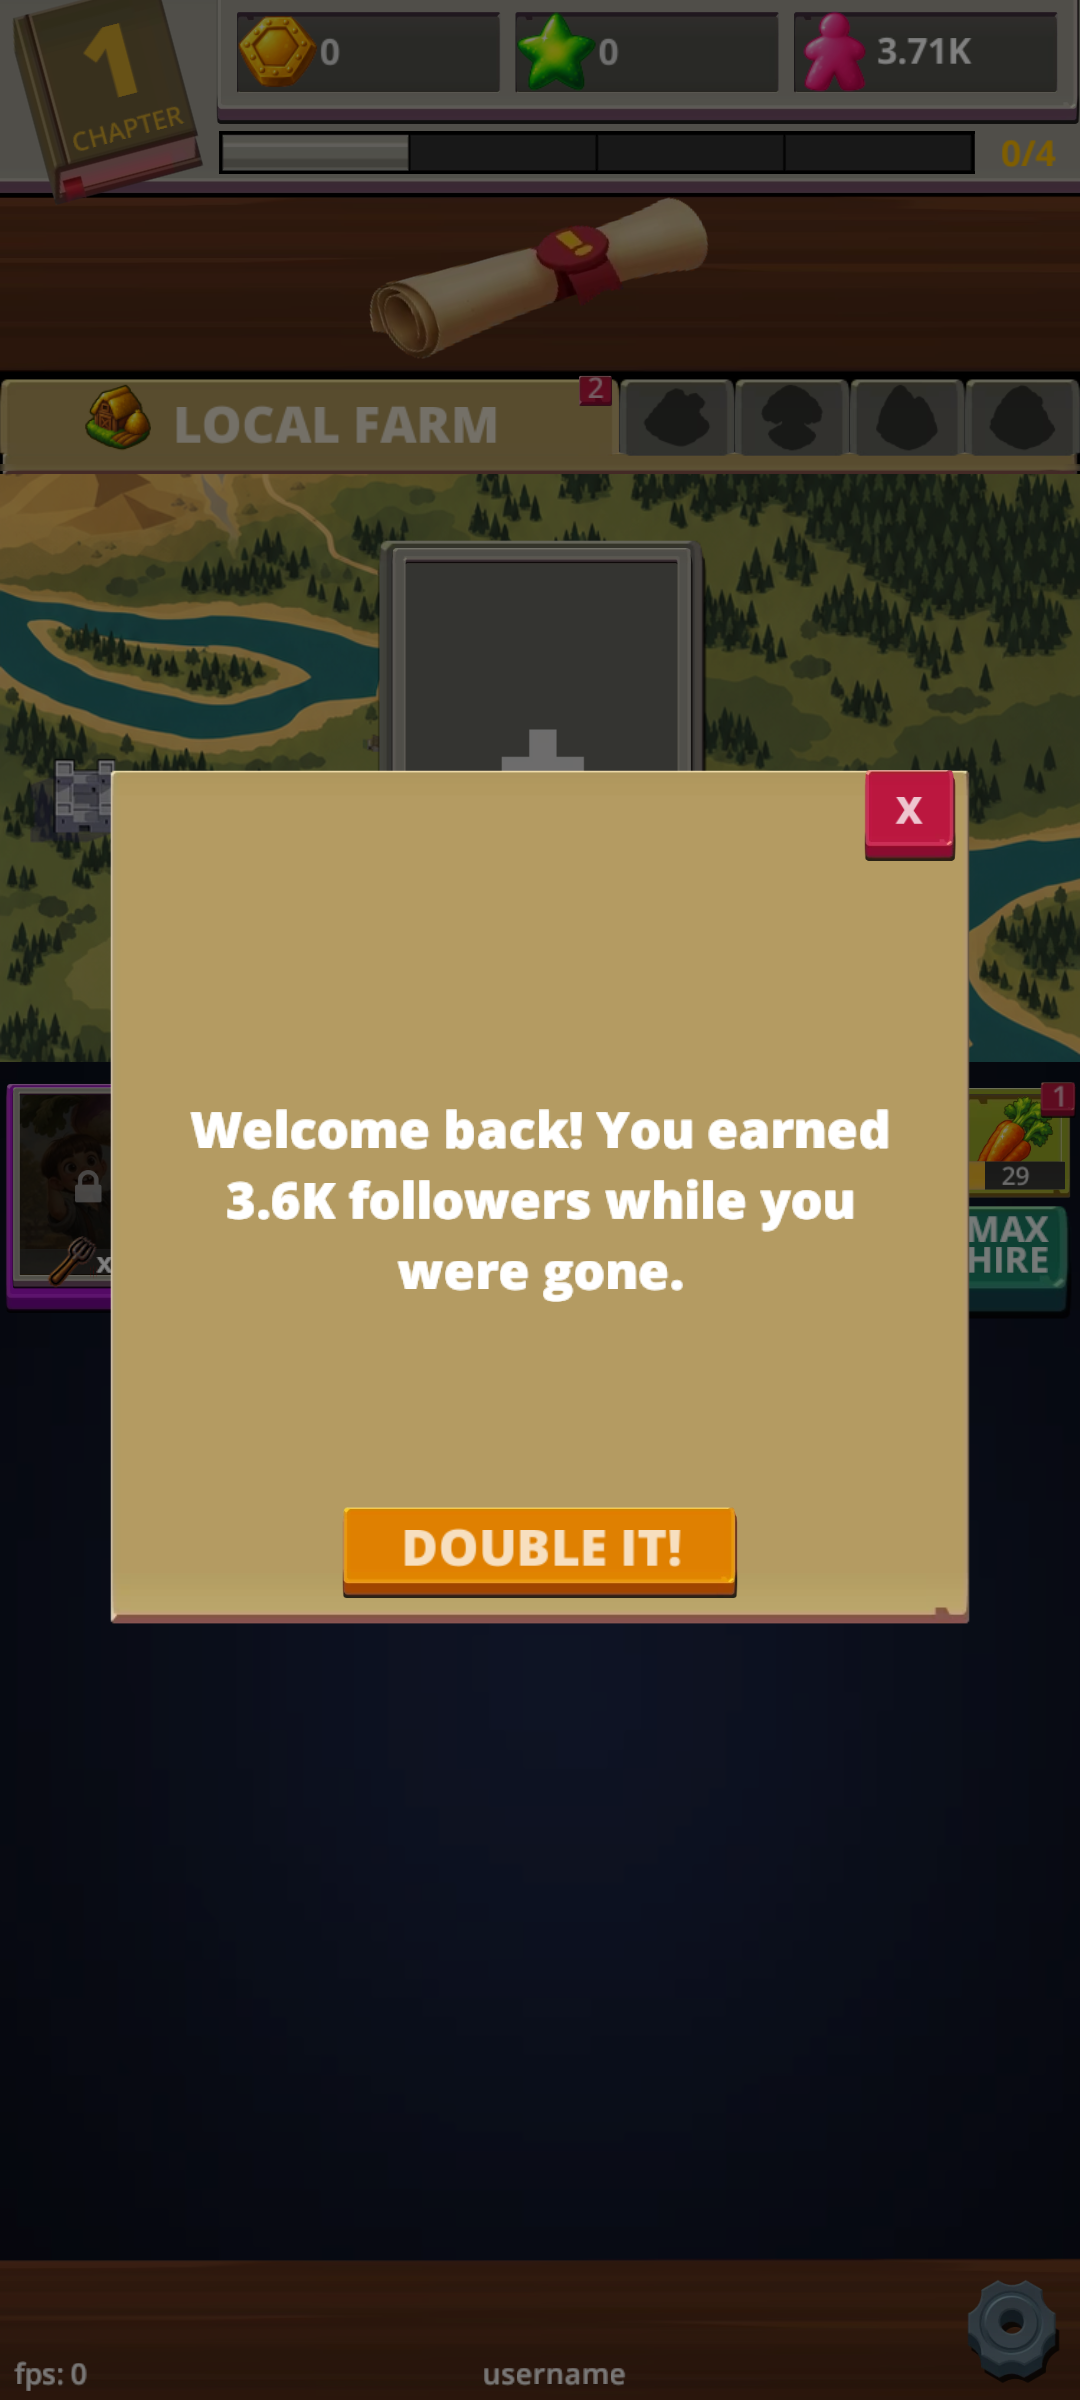 1
CHAPTER
0
0
3.71K
0/4
!
LOCAL FARM
2
x
Welcome back! You earned
3.6K followers while you
were gone.
1
29
MAX
HIRE
x
DOUBLE IT!
fps: 0
username